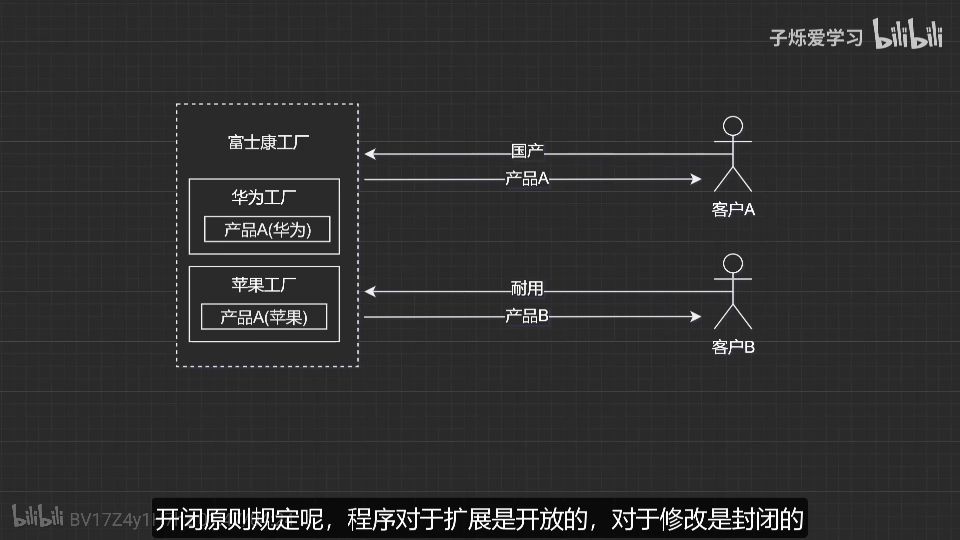 子烁爱学习 bilibili
富士康工厂
华为工厂
产品A(华为)
苹果工厂
产品A(苹果)
国产
产品A
客户A
耐用
产品B
客户B
bilibili BV17Z4y1
开闭原则规定呢，程序对于扩展是开放的，对于修改是封闭的